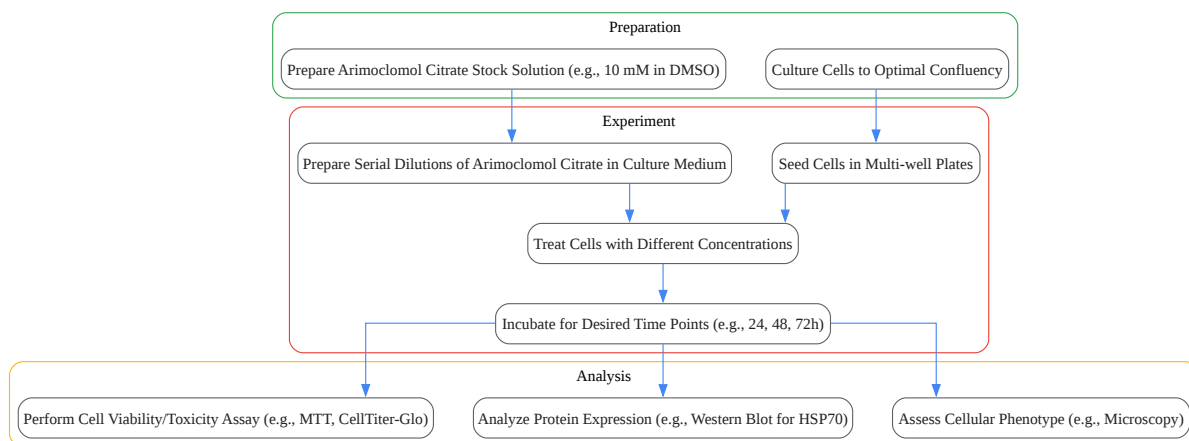 Preparation
Prepare Arimoclomol Citrate Stock Solution (e.g., 10 mM in DMSO)
Culture Cells to Optimal Confluency
Experiment
Prepare Serial Dilutions of Arimoclomol Citrate in Culture Medium
Seed Cells in Multi-well Plates
Treat Cells with Different Concentrations
Incubate for Desired Time Points (e.g., 24, 48, 72h)
Analysis
Perform Cell Viability/Toxicity Assay (e.g., MTT, CellTiter-Glo)
Analyze Protein Expression (e.g., Western Blot for HSP70)
Assess Cellular Phenotype (e.g., Microscopy)